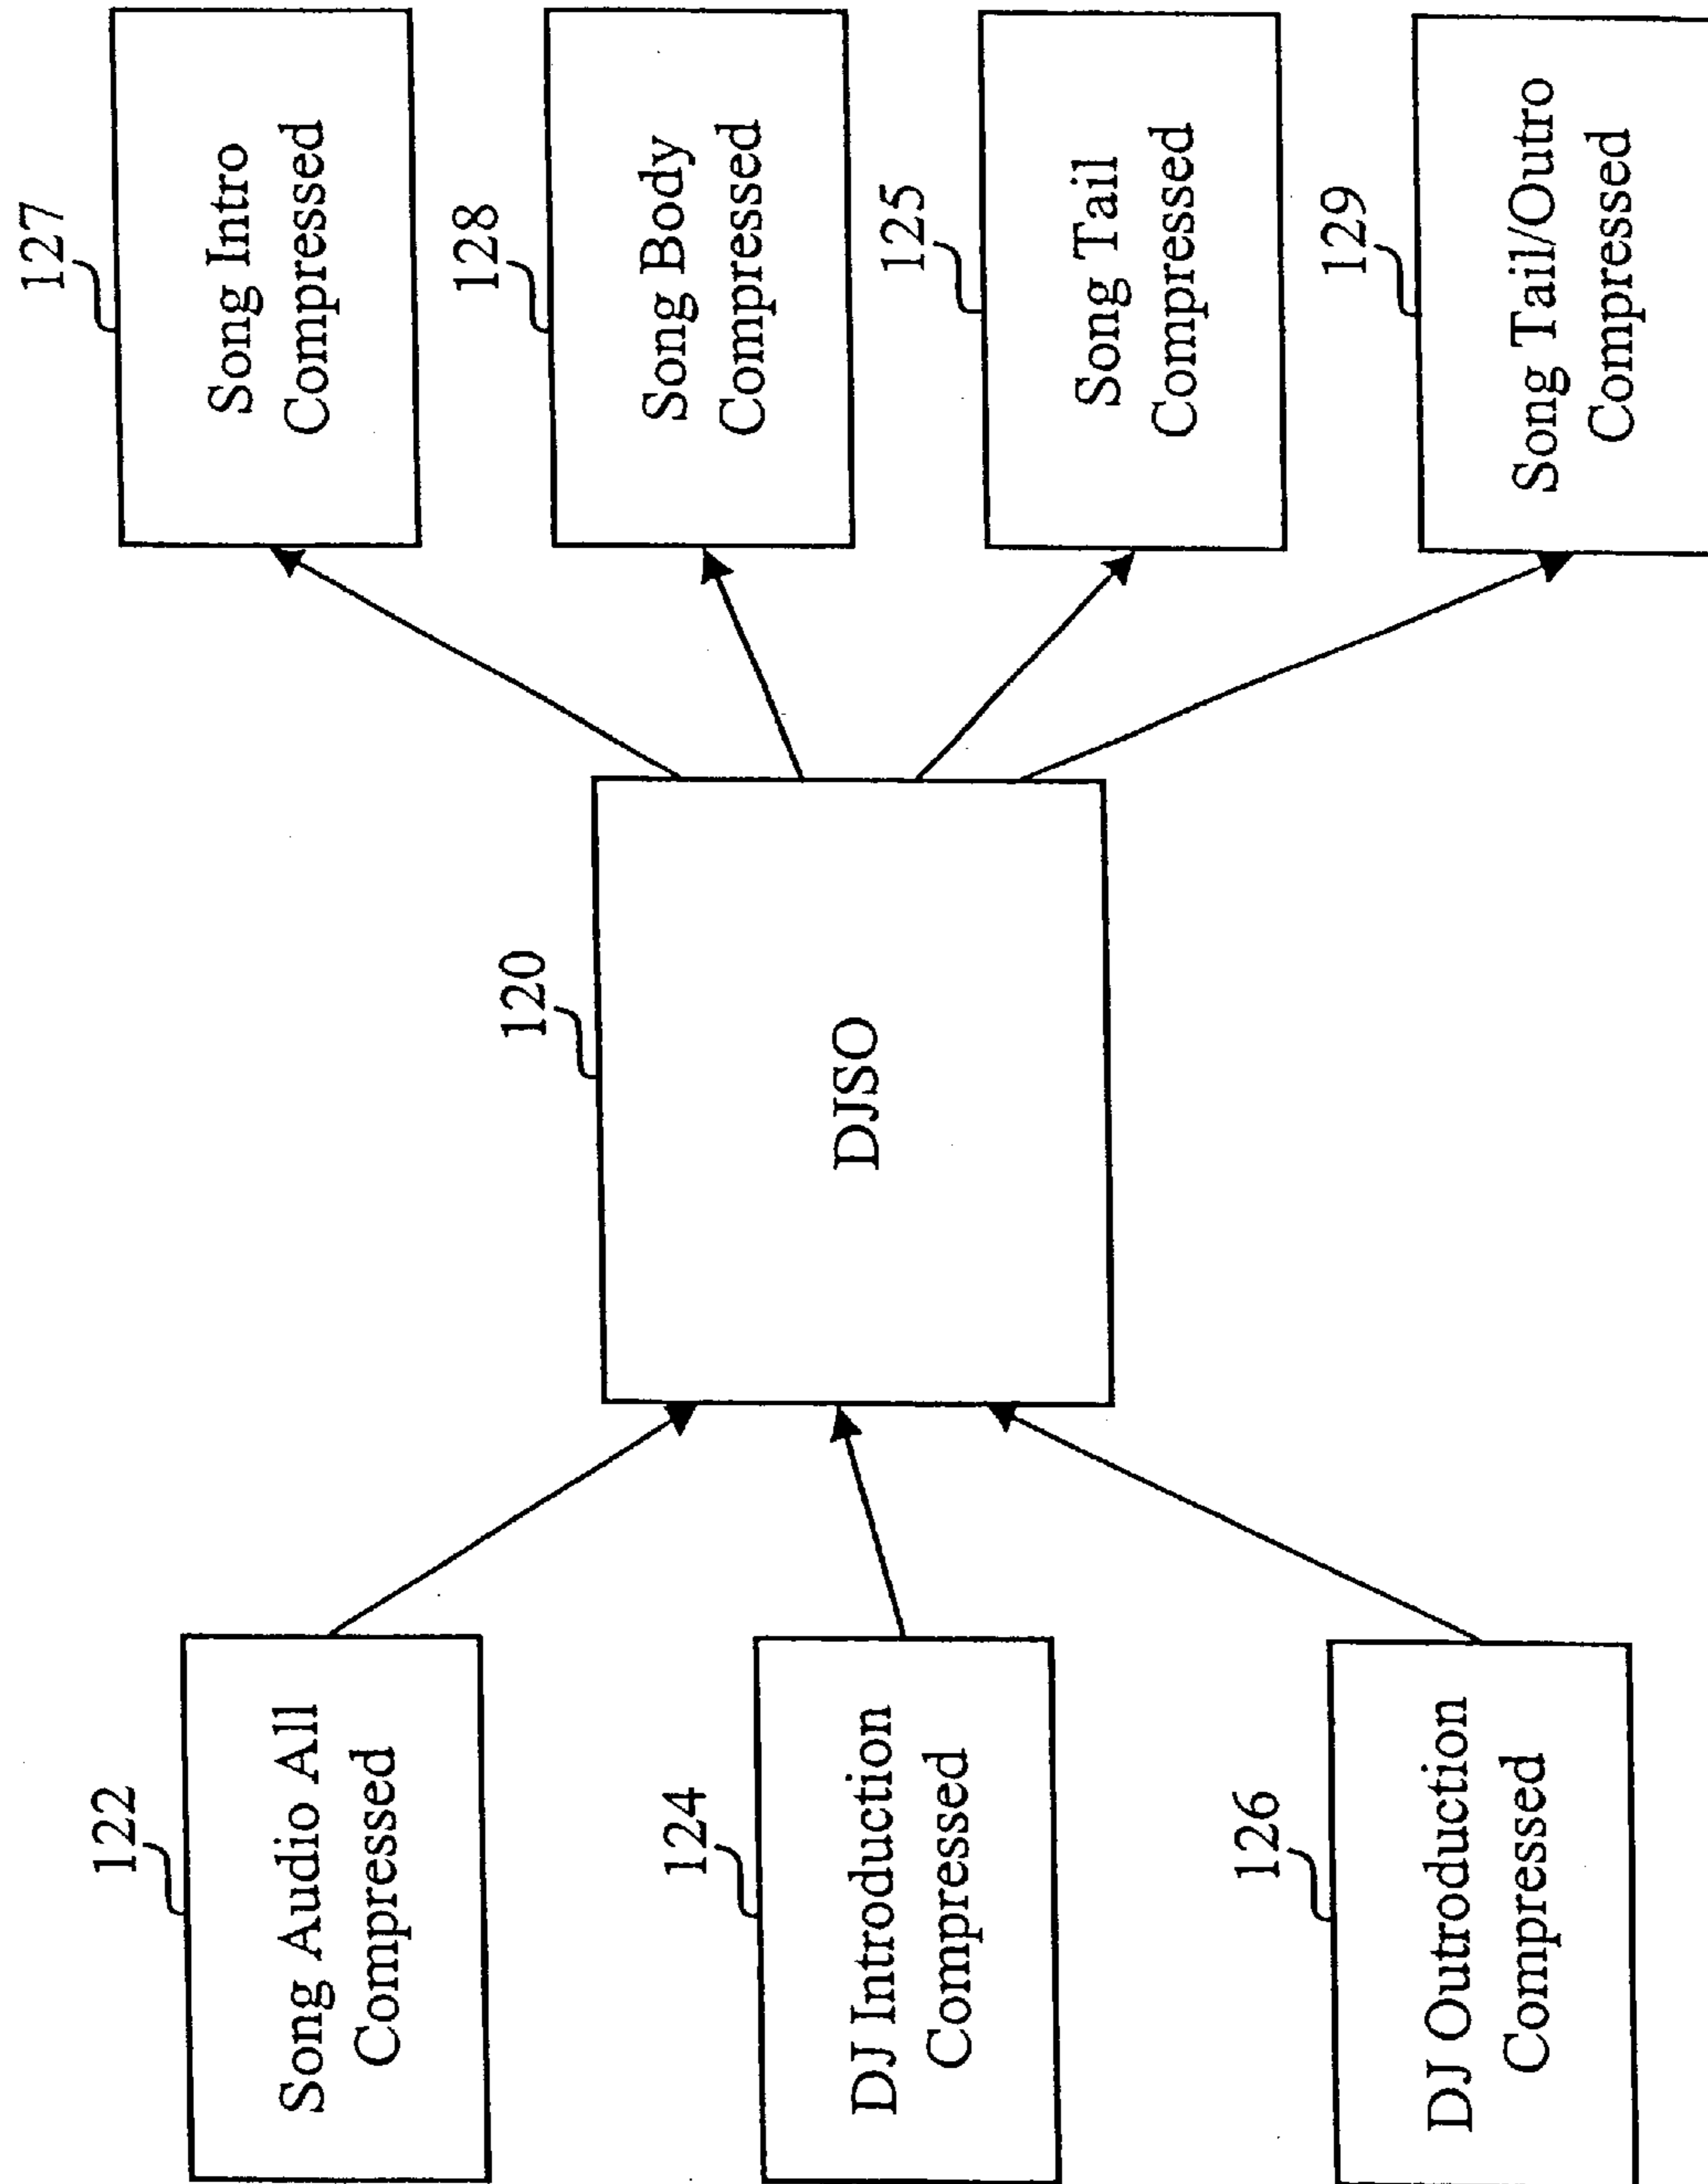 122
Song Audio All
Compressed
124
DJ Introduction
Compressed
126
DJ Outroduction
Compressed
120
DJSO
127
Song Intro
Compressed
128
Song Body
Compressed
125
Song Tail
Compressed
129
Song Tail/Outro
Compressed